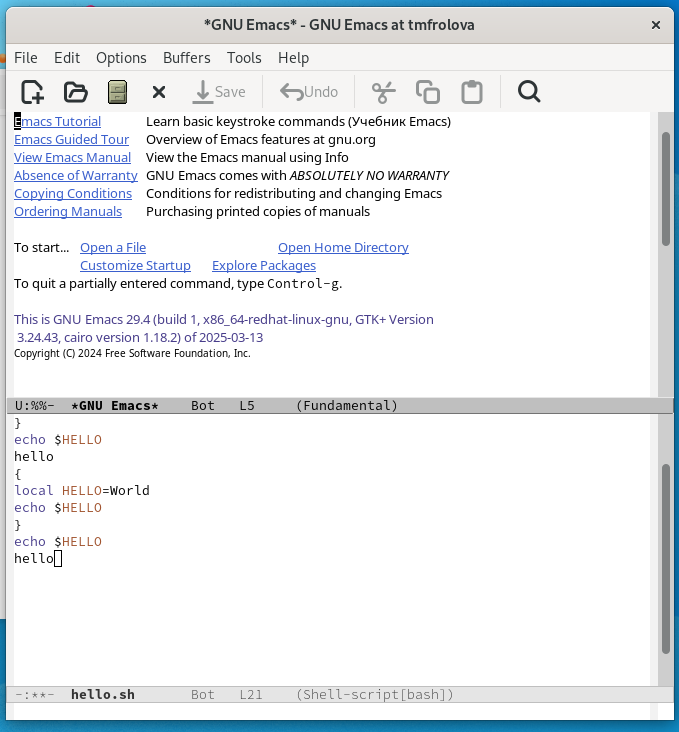 *GNU Emacs* - GNU Emacs at tmfrolova
File Edit Options Buffers Tools Help
Save Undo
Emacs Tutorial Learn basic keystroke commands (Учебник Emacs)
Emacs Guided Tour Overview of Emacs features at gnu.org
View Emacs Manual View the Emacs manual using Info
Absence of Warranty GNU Emacs comes with ABSOLUTELY NO WARRANTY
Copying Conditions Conditions for redistributing and changing Emacs
Ordering Manuals Purchasing printed copies of manuals
To start... Open a File Open Home Directory
Customize Startup Explore Packages
To quit a partially entered command, type Control-g.
This is GNU Emacs 29.4 (build 1, x86_64-redhat-linux-gnu, GTK+ Version
3.24.43, cairo version 1.18.2) of 2025-03-13
Copyright (C) 2024 Free Software Foundation, Inc.
U:%%- *GNU Emacs* Bot L5 (Fundamental)
}
echo $HELLO
hello
{
local HELLO=World
echo $HELLO
}
echo $HELLO
hello
-:**- hello.sh Bot L21 (Shell-script[bash])